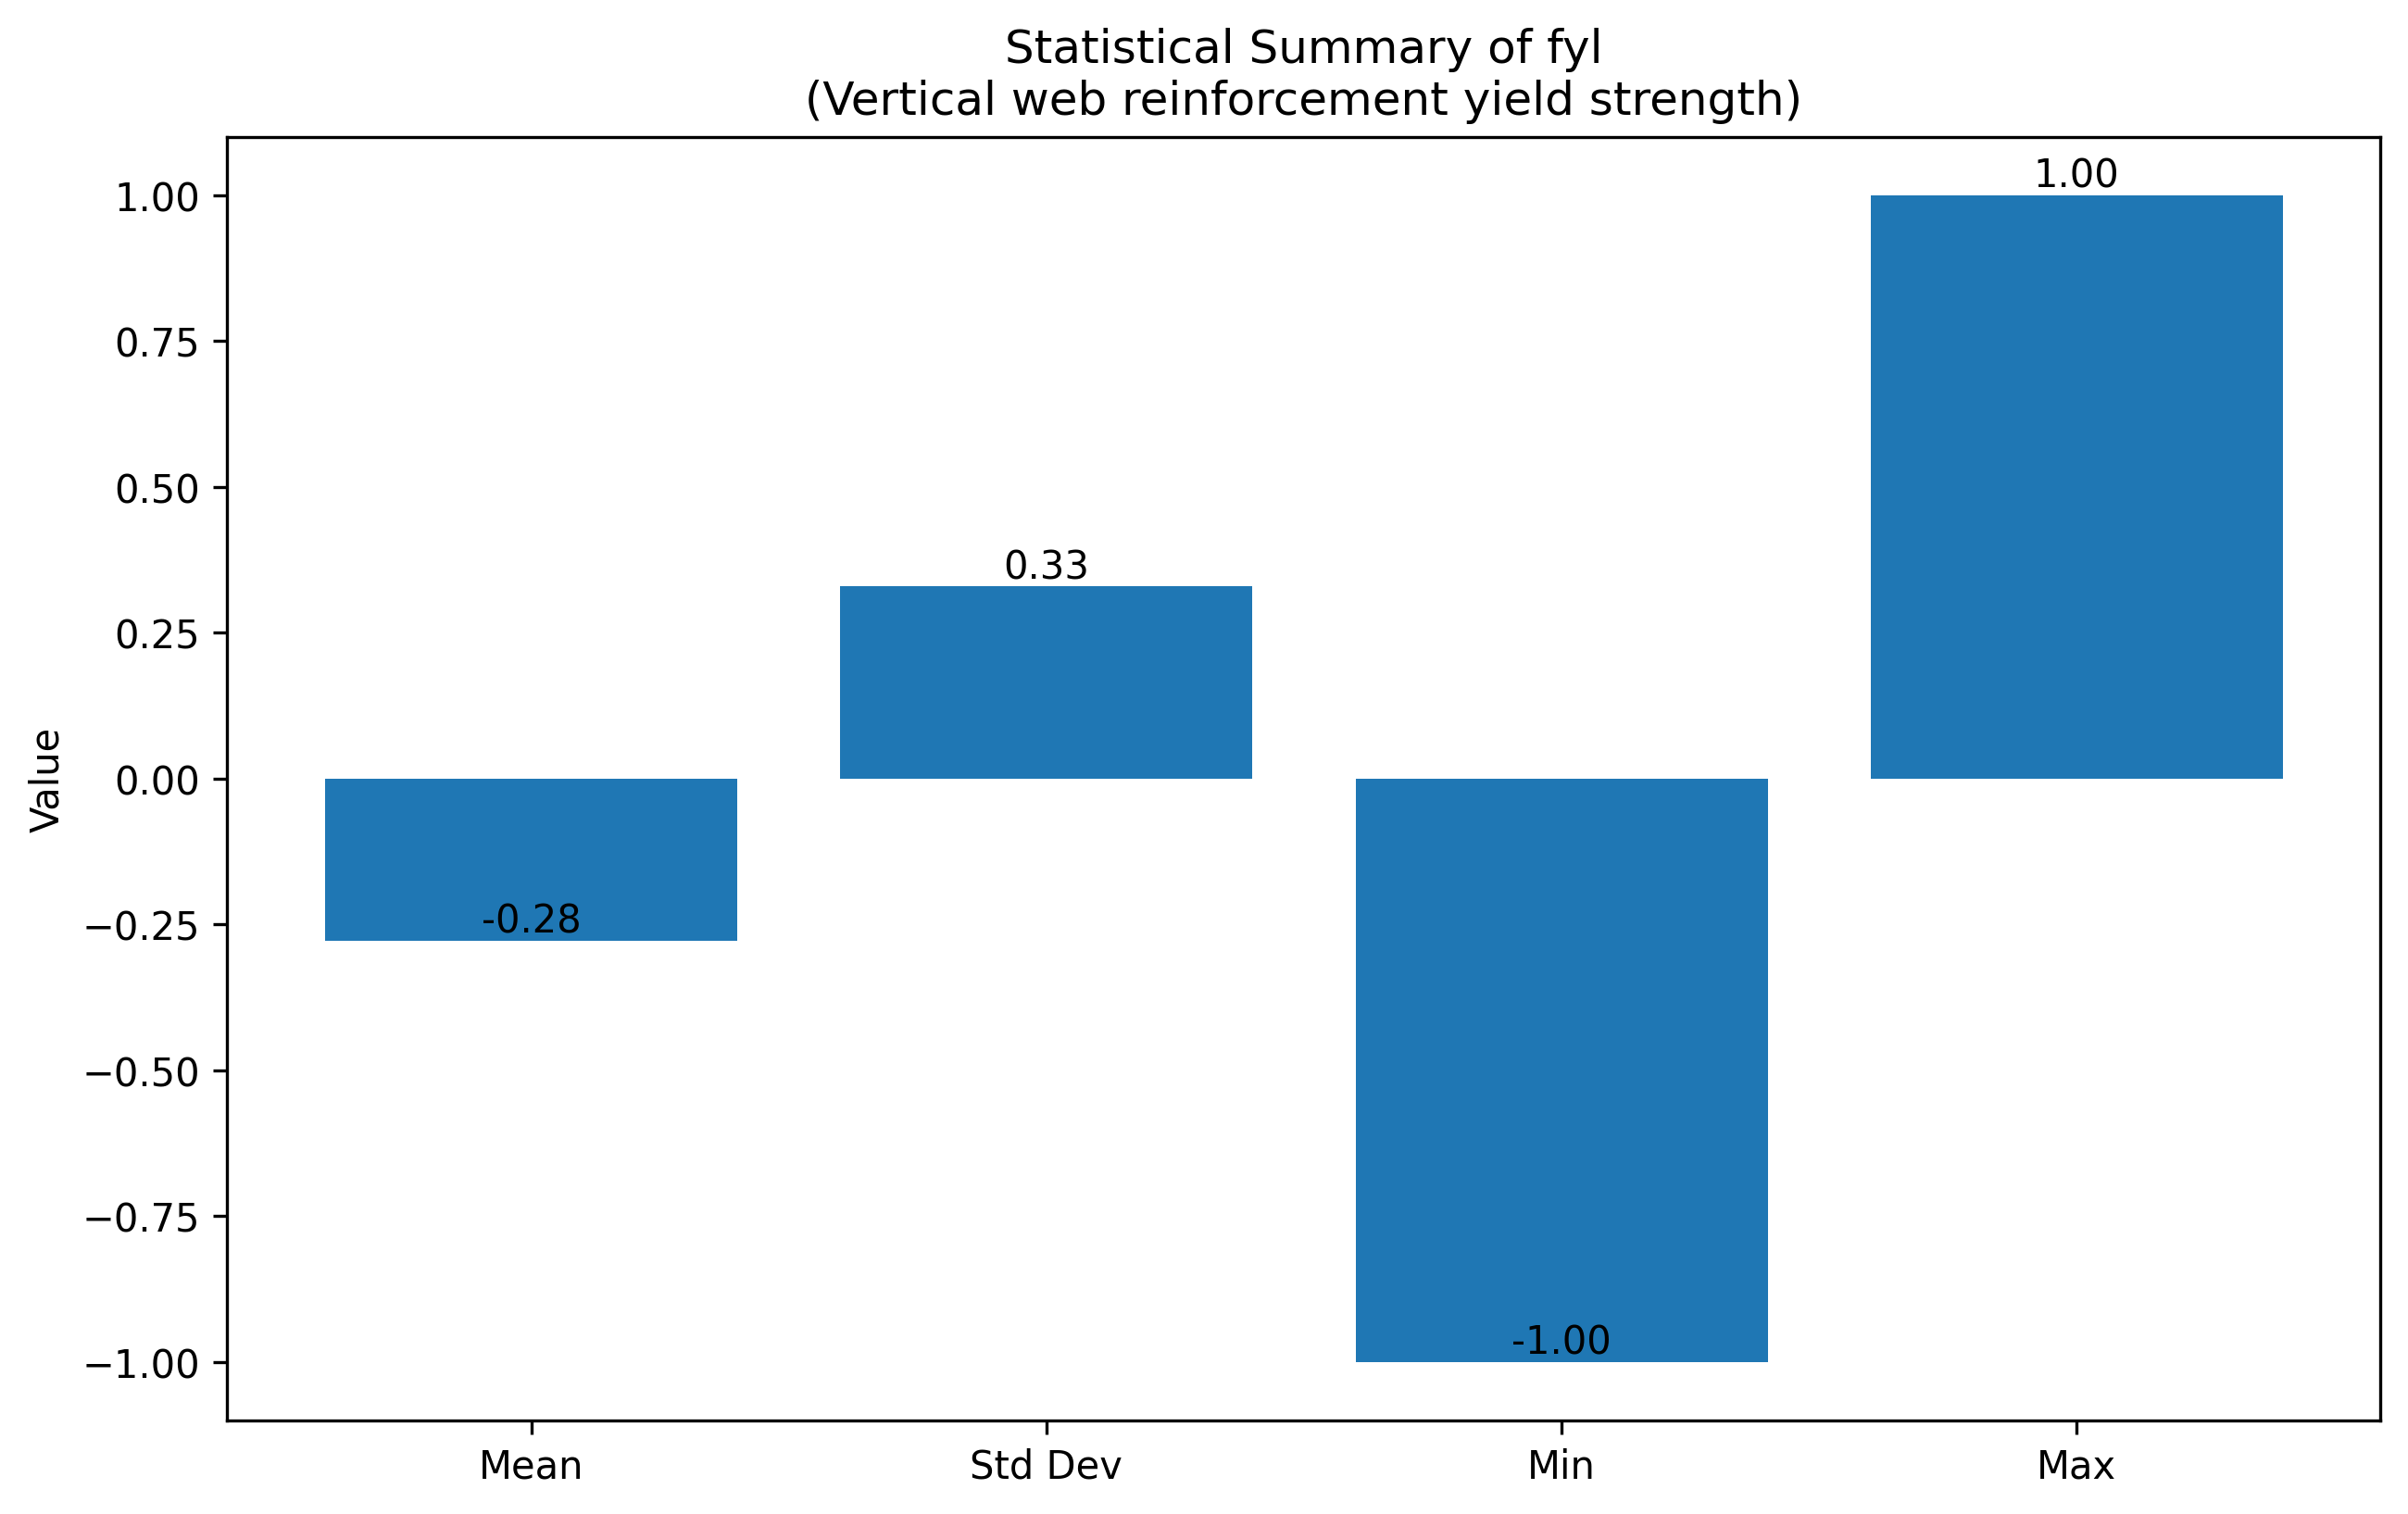 Statistical Summary of fyl
(Vertical web reinforcement yield strength)
Value
1.00
0.75
0.50
0.25
0.00
−0.25
−0.50
−0.75
−1.00
-0.28
0.33
-1.00
1.00
Mean
Std Dev
Min
Max